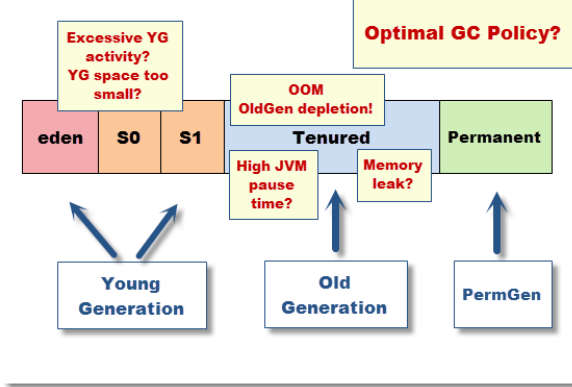 Optimal GC Policy?
Excessive YG
activity?
YG space too
small?
OOM
OldGen depletion!
eden
S0
S1
Tenured
Permanent
High JVM
pause
time?
Memory
leak?
Young
Generation
Old
Generation
PermGen